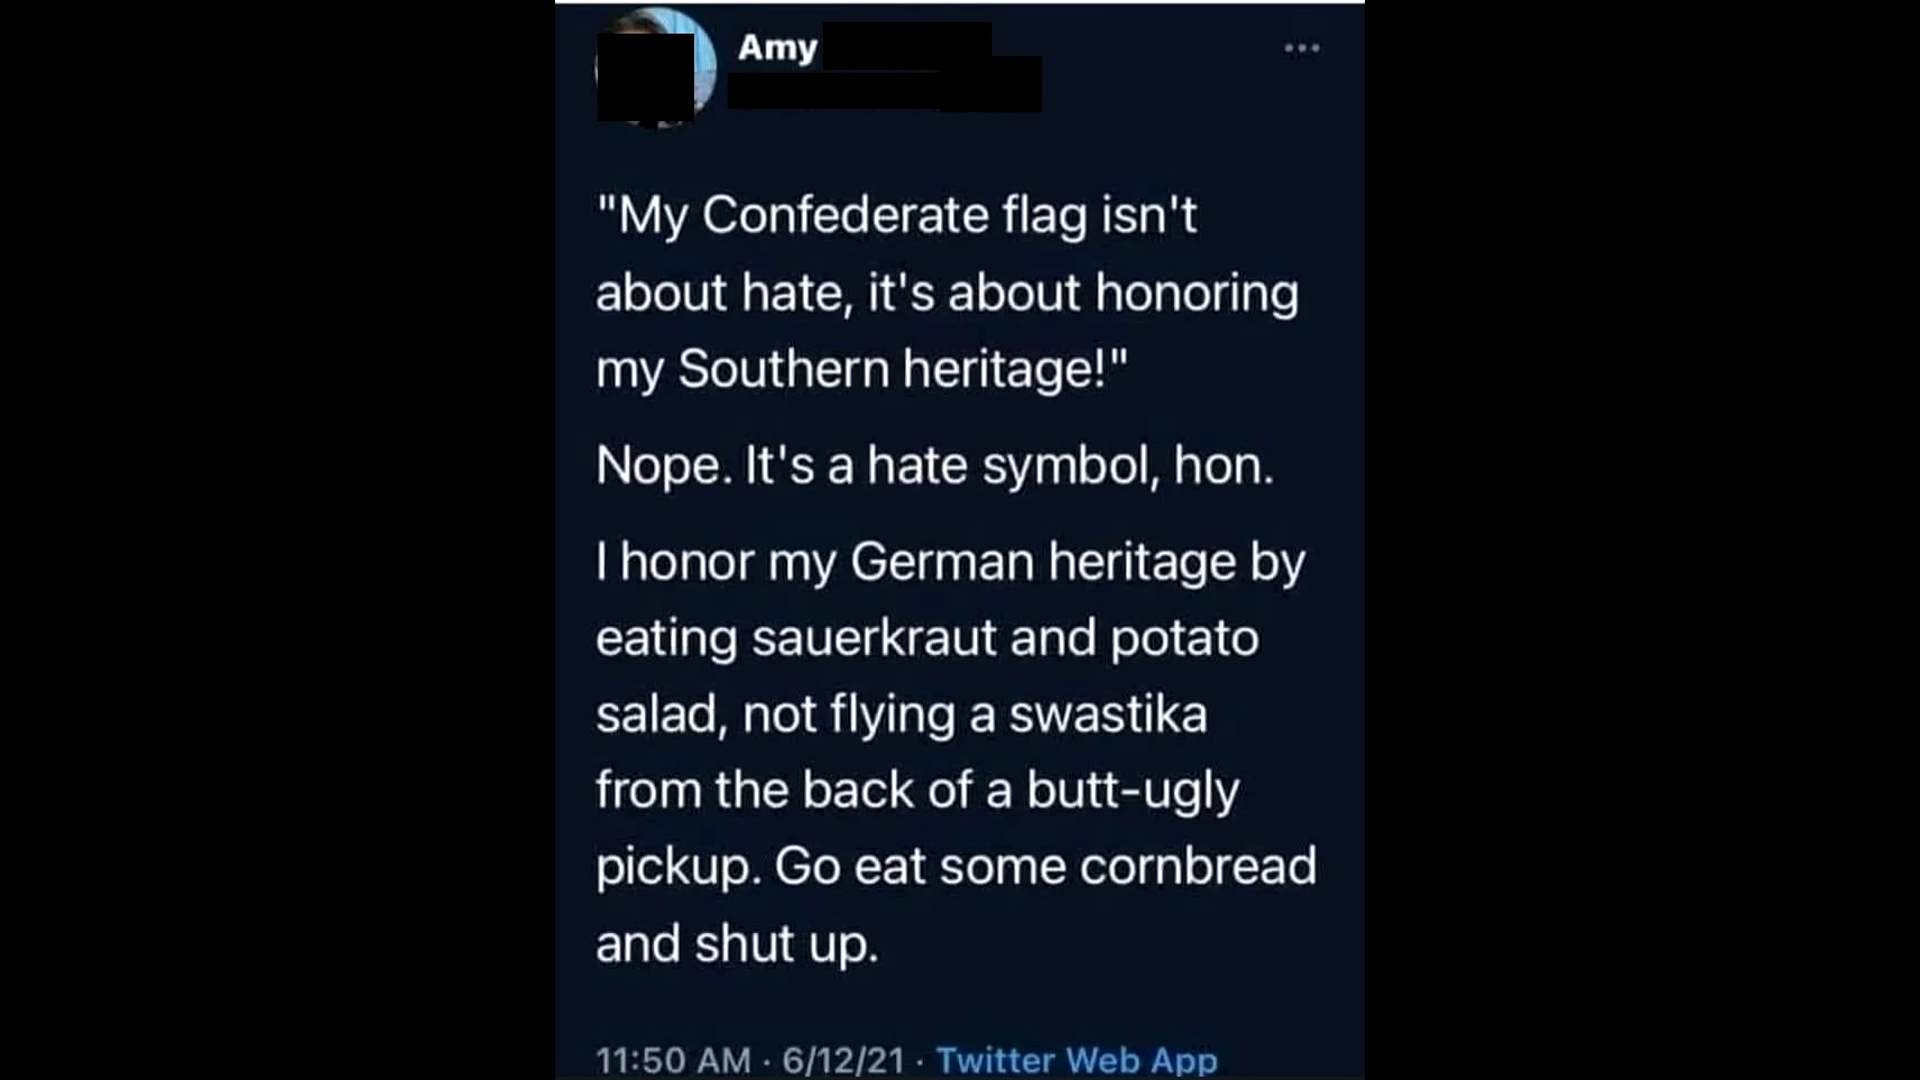 Amy
"My Confederate flag isn't
about hate, it's about honoring
my Southern heritage!"
Nope. It's a hate symbol, hon.
I honor my German heritage by
eating sauerkraut and potato
salad, not flying a swastika
from the back of a butt-ugly
pickup. Go eat some cornbread
and shut up.
11:50 AM · 6/12/21 · Twitter Web App